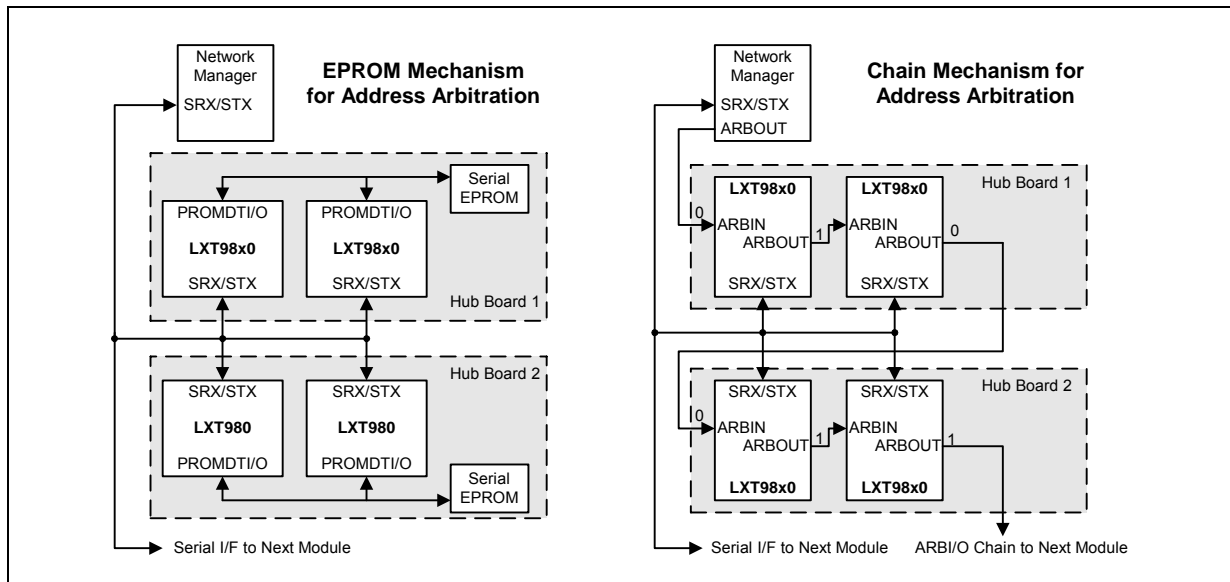 Network
Manager
SRX/STX
EPROM Mechanism
for Address Arbitration
Serial
EPROM
PROMDTI/O
LXT98x0
SRX/STX
PROMDTI/O
LXT98x0
SRX/STX
Hub Board 1
Hub Board 2
SRX/STX
LXT980
PROMDTI/O
SRX/STX
LXT980
PROMDTI/O
Serial
EPROM
Serial I/F to Next Module
Network
Manager
SRX/STX
ARBOUT
Chain Mechanism for
Address Arbitration
Hub Board 1
LXT98x0
0
ARBIN
ARBOUT
1
SRX/STX
LXT98x0
ARBIN
ARBOUT
0
SRX/STX
Hub Board 2
SRX/STX
0
ARBIN
ARBOUT
1
LXT98x0
SRX/STX
ARBIN
ARBOUT
1
LXT98x0
Serial I/F to Next Module
ARBI/O Chain to Next Module